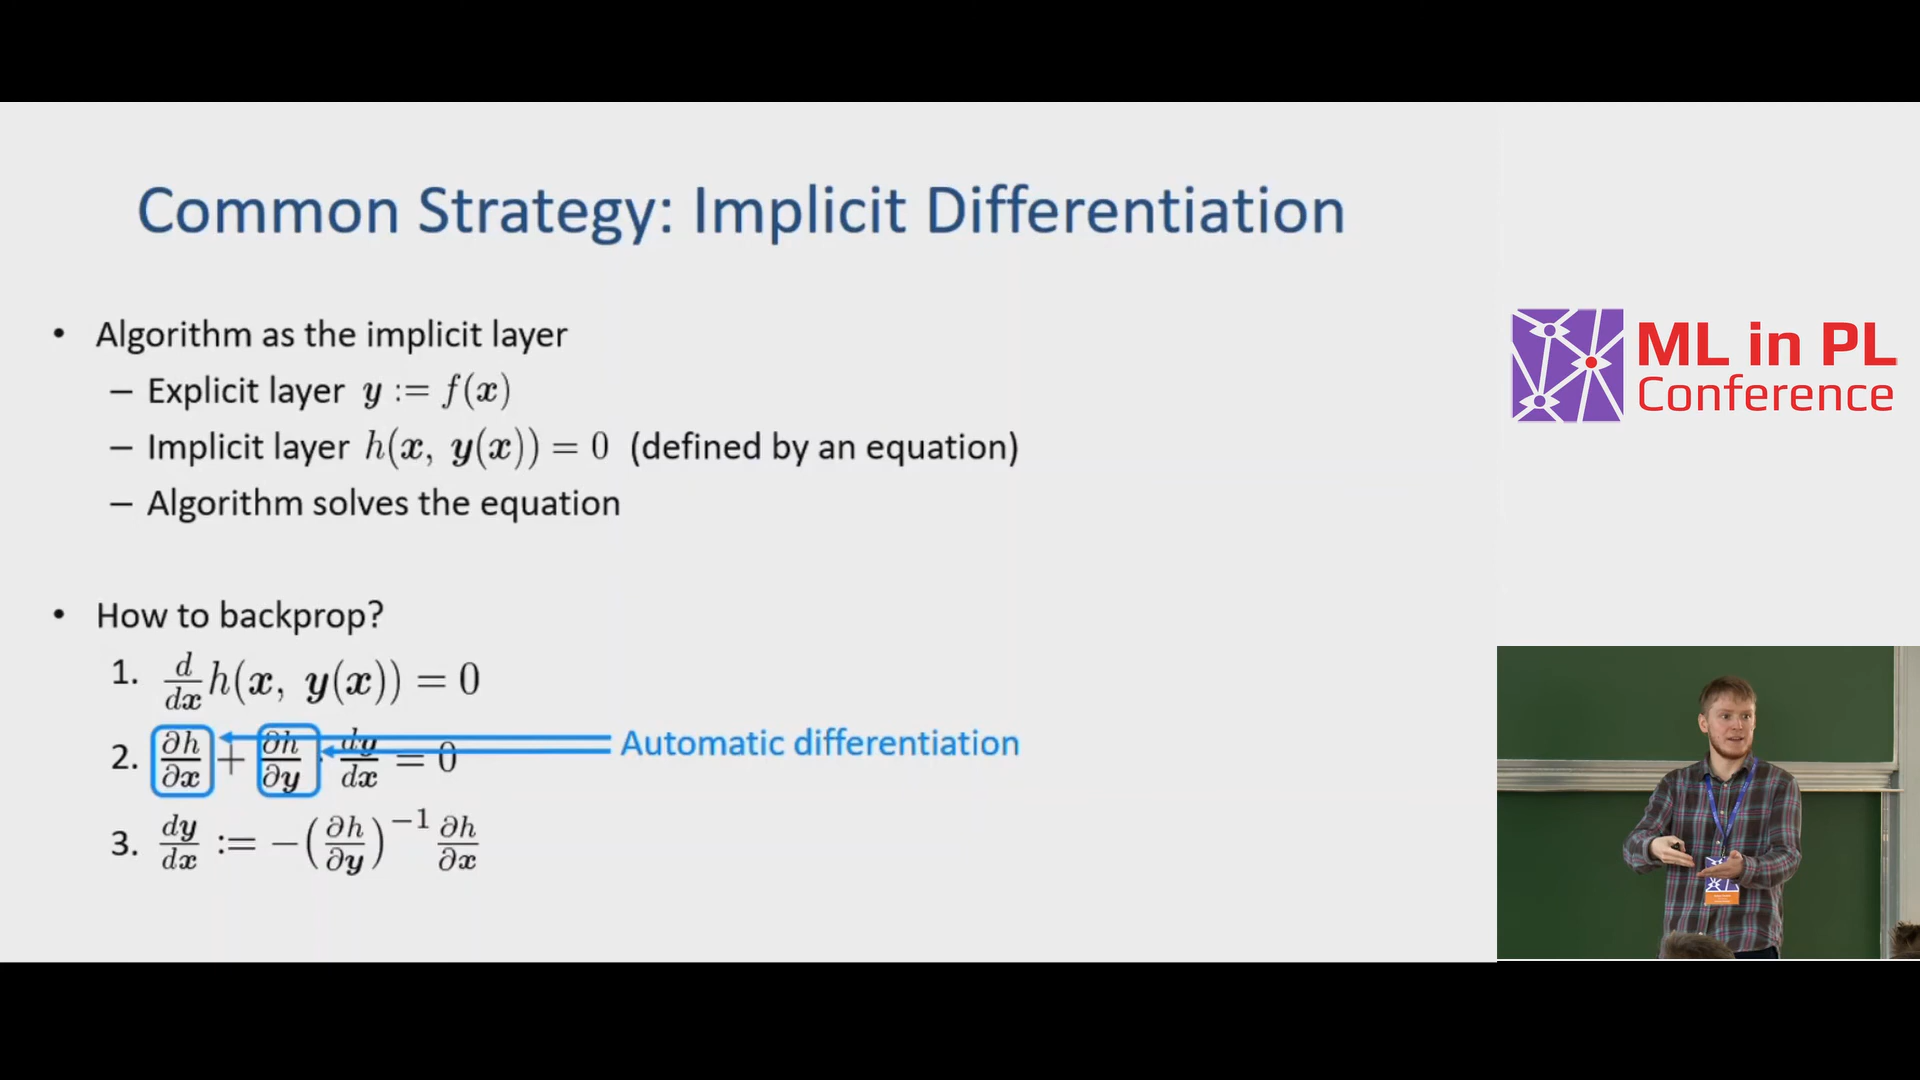 Common Strategy: Implicit Differentiation
• Algorithm as the implicit layer
– Explicit layer y := f(x)
– Implicit layer h(x, y(x)) = 0 (defined by an equation)
– Algorithm solves the equation
• How to backprop?
1. d/dx h(x, y(x)) = 0
2. ∂h/∂x + ∂h/∂y · dy/dx = 0
Automatic differentiation
3. dy/dx := −(∂h/∂y)⁻¹ ∂h/∂x
ML in PL
Conference